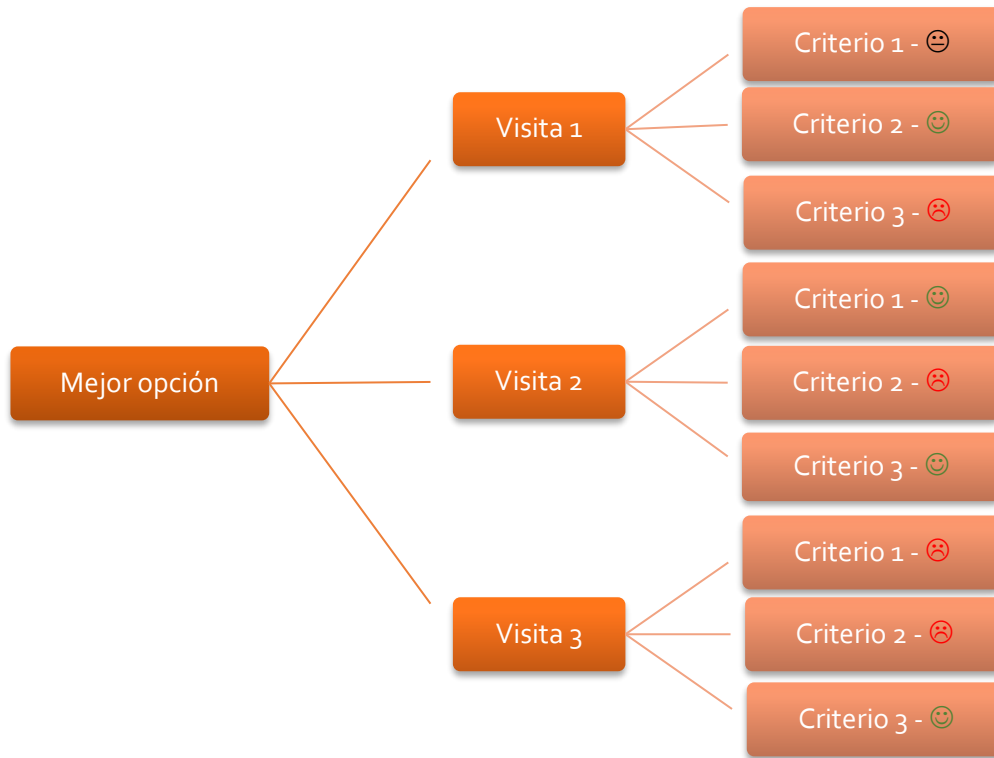 Mejor opción
Visita 1
Criterio 1 - 😐
Criterio 2 - ☺
Criterio 3 - ☹
Visita 2
Criterio 1 - ☺
Criterio 2 - ☹
Criterio 3 - ☺
Visita 3
Criterio 1 - ☹
Criterio 2 - ☹
Criterio 3 - ☺